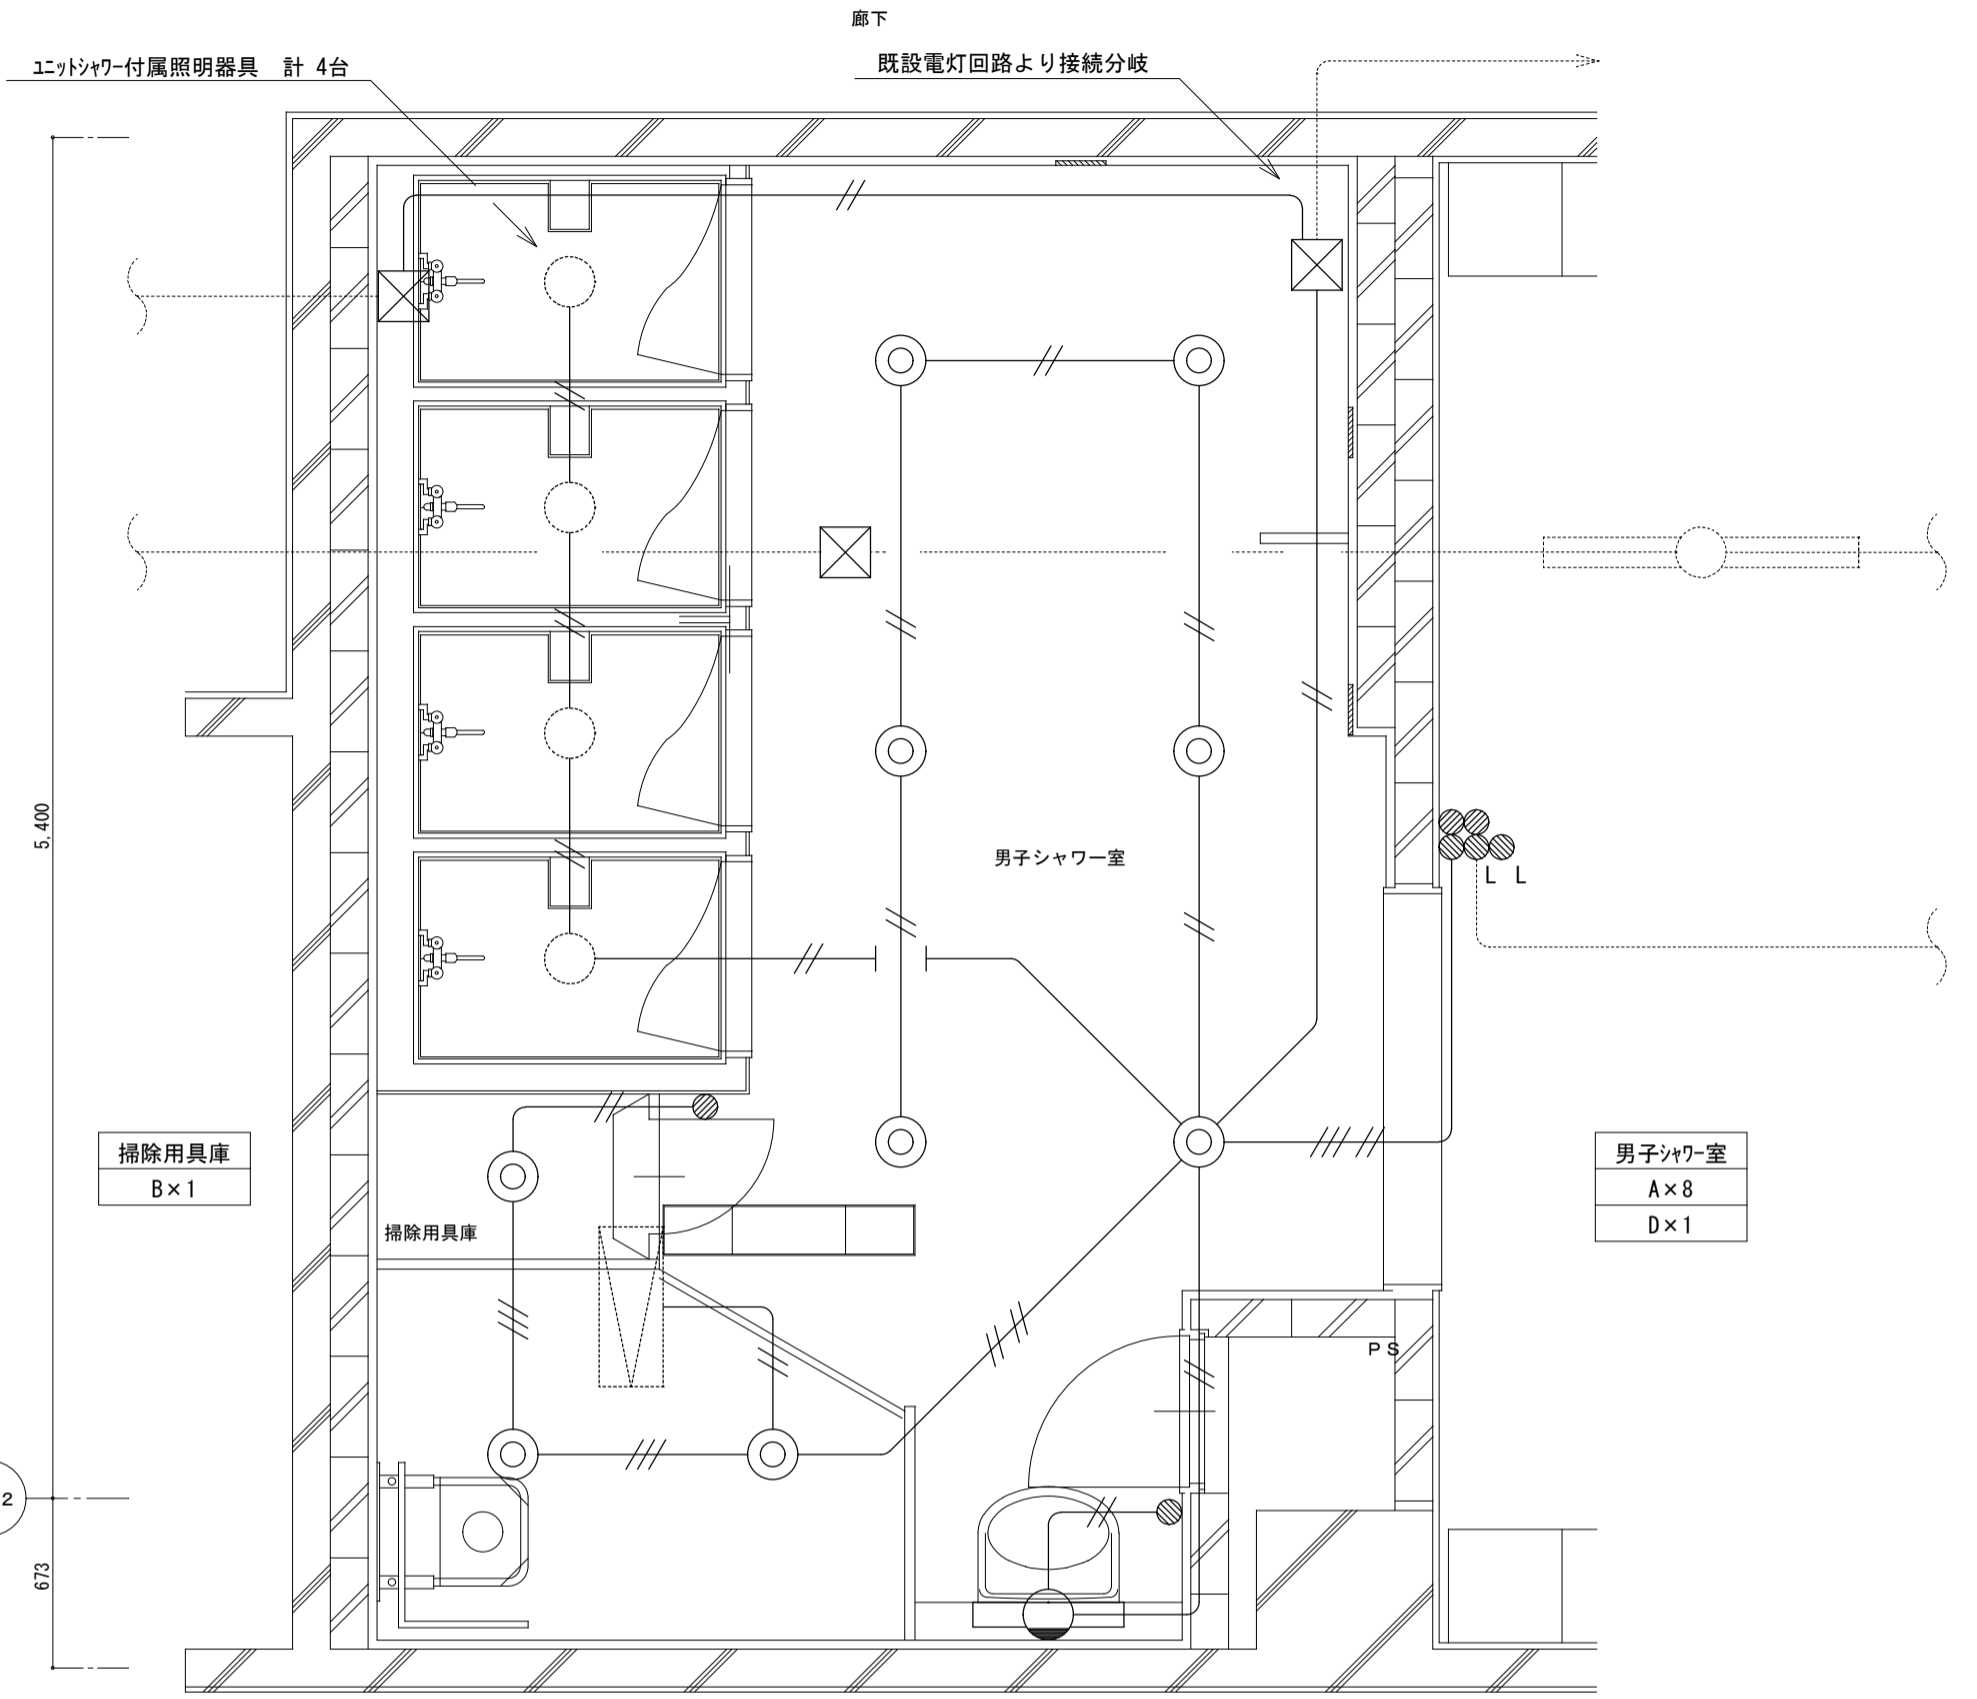 廊下
ﾕﾆｯﾄｼｬﾜｰ付属照明器具　計 4台
既設電灯回路より接続分岐
5,400
男子シャワー室
L L
掃除用具庫
B×1
男子ｼｬﾜｰ室
A×8
D×1
掃除用具庫
PS
2
673